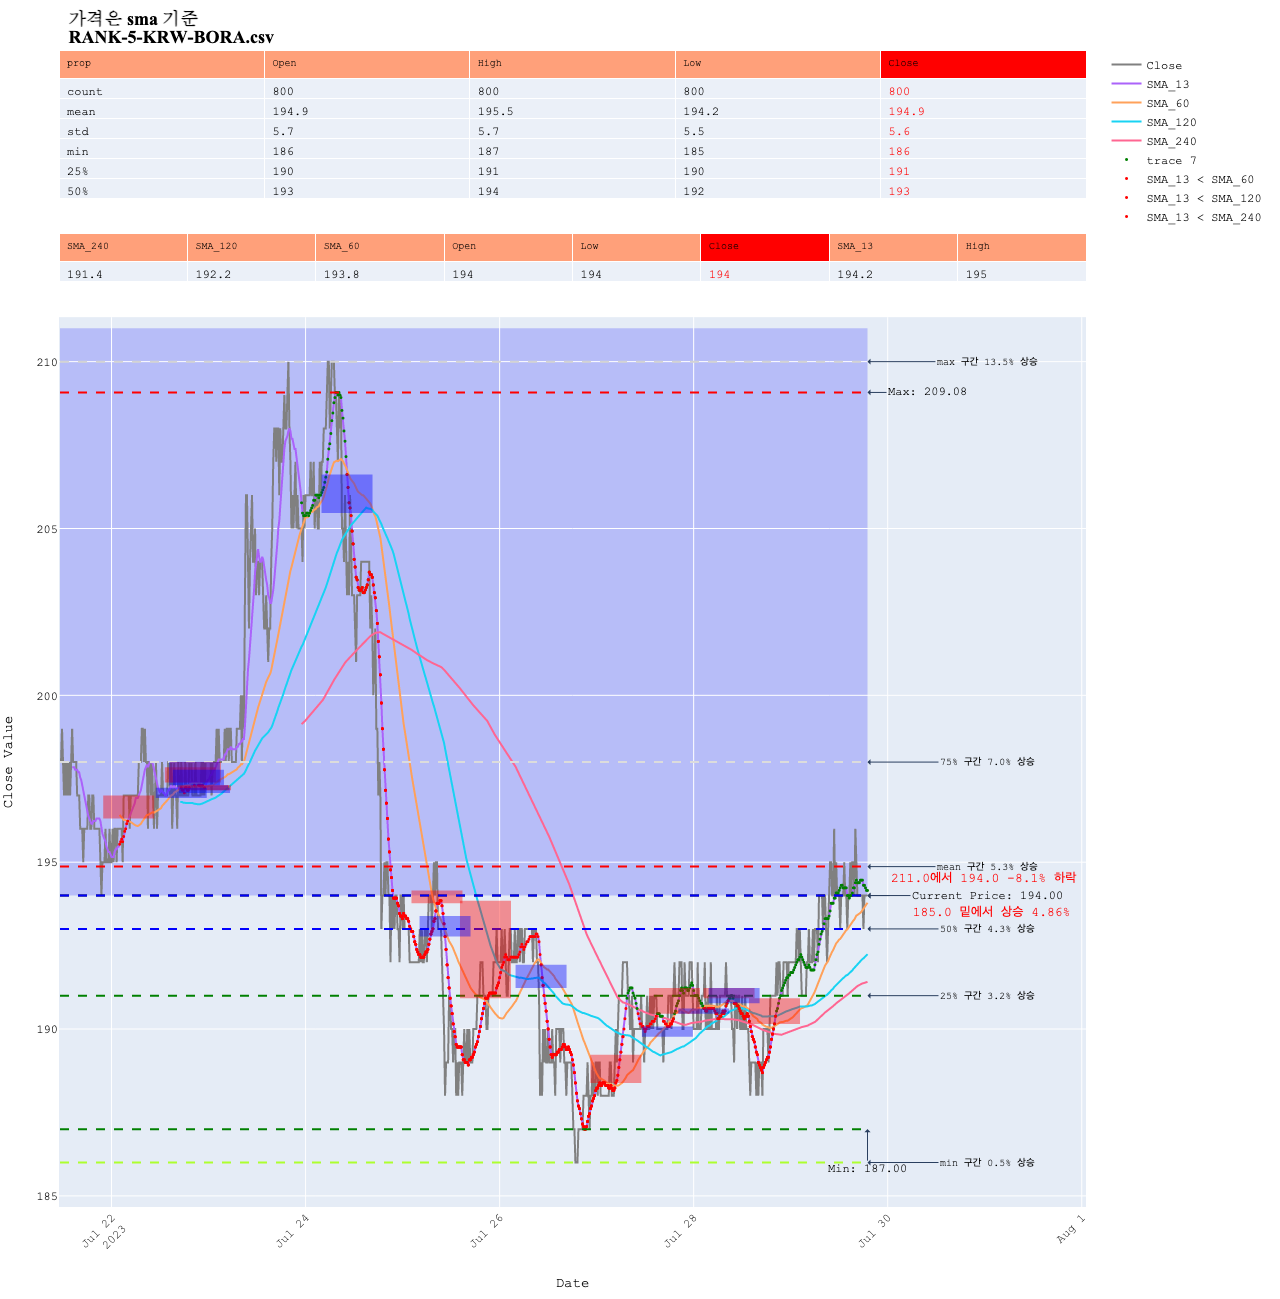 가격은 sma 기준
RANK-5-KRW-BORA.csv
prop Open High Low Close
count 800 800 800 800
mean 194.9 195.5 194.2 194.9
std 5.7 5.7 5.5 5.6
min 186 187 185 186
25% 190 191 190 191
50% 193 194 192 193
SMA_240 SMA_120 SMA_60 Open Low Close SMA_13 High
191.4 192.2 193.8 194 194 194 194.2 195
Close
SMA_13
SMA_60
SMA_120
SMA_240
trace 7
SMA_13 < SMA_60
SMA_13 < SMA_120
SMA_13 < SMA_240
Close Value
210
205
200
195
190
185
max 구간 13.5% 상승
Max: 209.08
75% 구간 7.0% 상승
mean 구간 5.3% 상승
211.0에서 194.0 -8.1% 하락
Current Price: 194.00
185.0 밑에서 상승 4.86%
50% 구간 4.3% 상승
25% 구간 3.2% 상승
min 구간 0.5% 상승
Min: 187.00
Jul 22
2023
Jul 24
Jul 26
Jul 28
Jul 30
Aug 1
Date